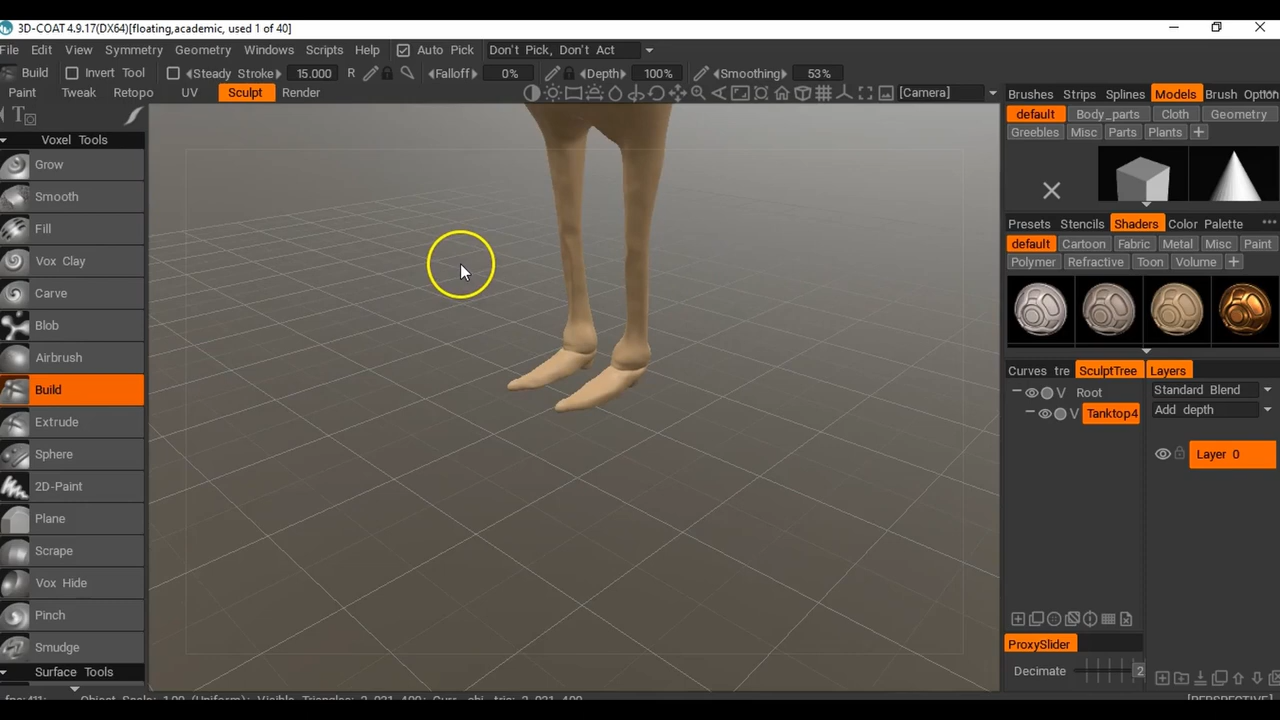 3D-COAT 4.9.17(DX64)[floating,academic, used 1 of 40]
File Edit View Symmetry Geometry Windows Scripts Help Auto Pick Don't Pick, Don't Act
Build Invert Tool Steady Stroke 15.000 R Falloff 0% Depth 100% Smoothing 53%
Paint Tweak Retopo UV Sculpt Render [Camera]
Brushes Strips Splines Models Brush Option
default Body_parts Cloth Geometry
Greebles Misc Parts Plants
Voxel Tools
Grow
Smooth
Fill
Vox Clay
Carve
Blob
Airbrush
Build
Extrude
Sphere
2D-Paint
Plane
Scrape
Vox Hide
Pinch
Smudge
Surface Tools
Presets Stencils Shaders Color Palette
default Cartoon Fabric Metal Misc Paint
Polymer Refractive Toon Volume
Curves tre SculptTree Layers
V Root
V Tanktop4
Standard Blend
Add depth
Layer 0
ProxySlider
Decimate 2